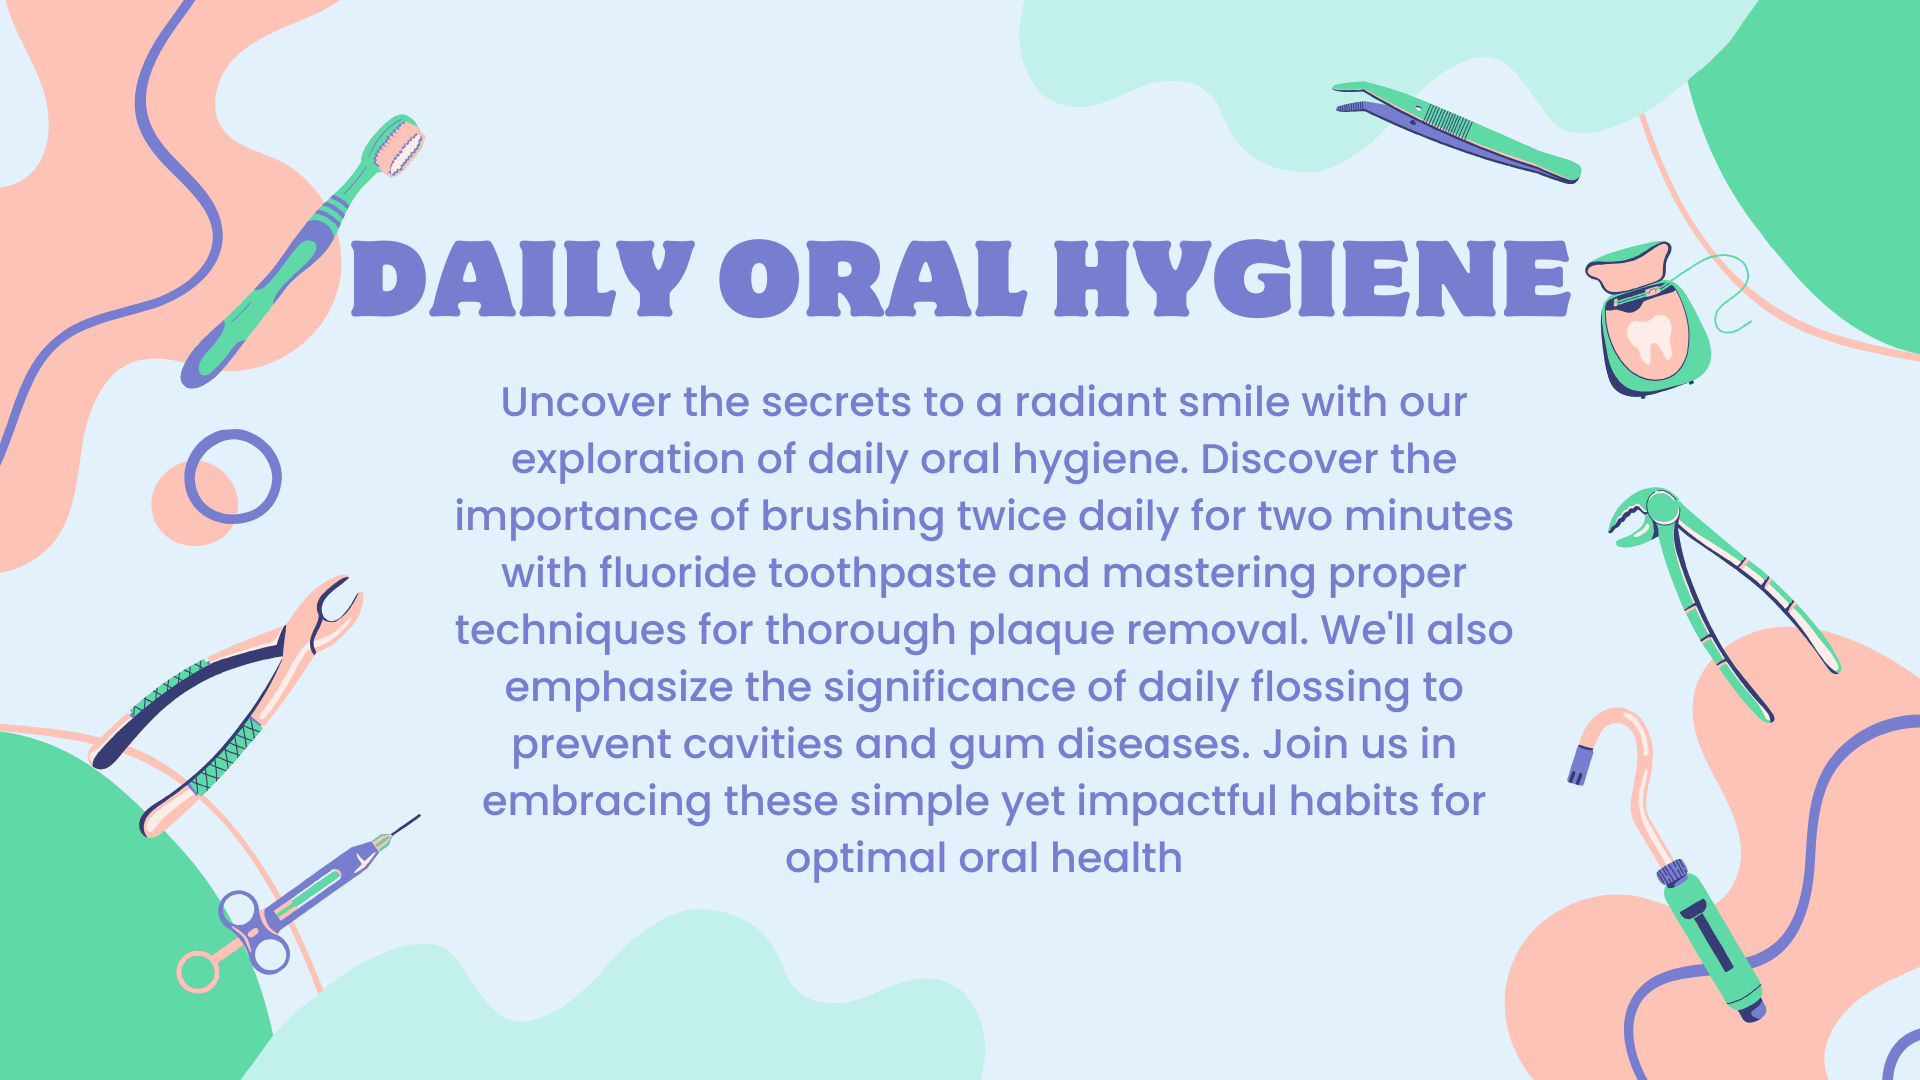 DAILY ORAL HYGIENE
Uncover the secrets to a radiant smile with our
exploration of daily oral hygiene. Discover the
importance of brushing twice daily for two minutes
with fluoride toothpaste and mastering proper
techniques for thorough plaque removal. We'll also
emphasize the significance of daily flossing to
prevent cavities and gum diseases. Join us in
embracing these simple yet impactful habits for
optimal oral health